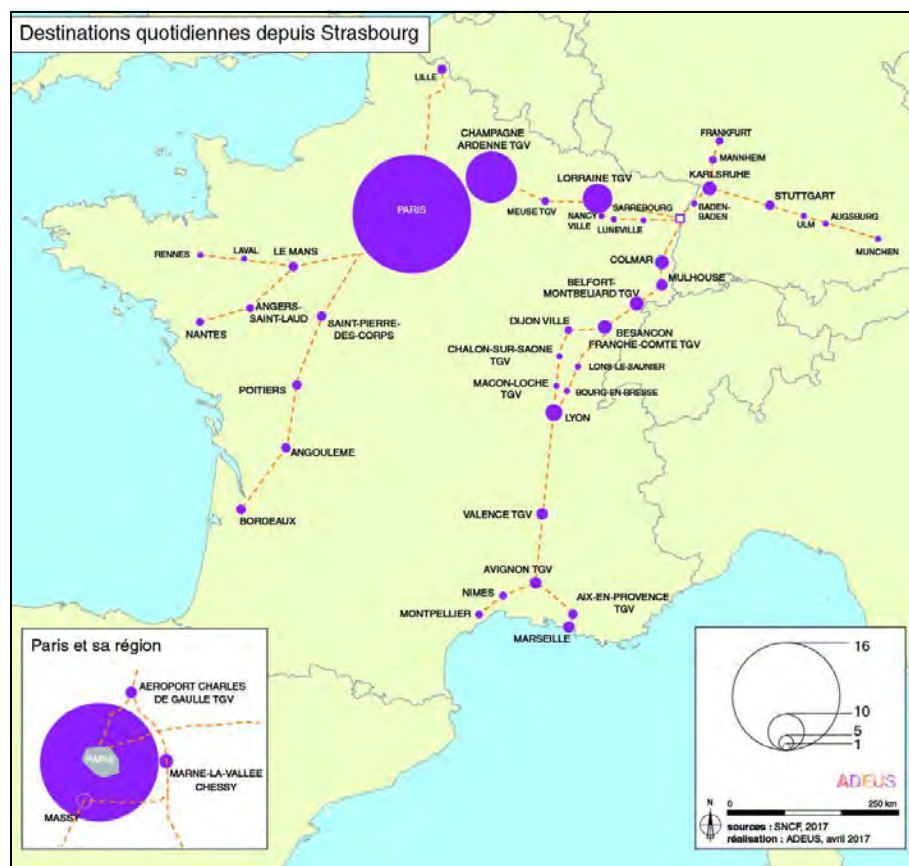 Destinations quotidiennes depuis Strasbourg
LILLE
CHAMPAGNE
ARDENNE TGV
FRANKFURT
MANNHEIM
KARLSRUHE
LORRAINE TGV
STUTTGART
PARIS
MEUSE TGV
NANCY
VILLE
SARREBOURG
LUNEVILLE
BADEN-
BADEN
ULM
AUGSBURG
MUNCHEN
RENNES
LAVAL
LE MANS
COLMAR
MULHOUSE
BELFORT-
MONTBELIARD TGV
ANGERS-
SAINT-LAUD
NANTES
SAINT-PIERRE-
DES-CORPS
DIJON VILLE
BESANCON
FRANCHE-COMTE TGV
CHALON-SUR-SAONE
TGV
LONS-LE-SAUNIER
MACON-LOCHE
TGV
BOURG-EN-BRESSE
POITIERS
LYON
ANGOULEME
BORDEAUX
VALENCE TGV
AVIGNON TGV
NIMES
MONTPELLIER
AIX-EN-PROVENCE
TGV
MARSEILLE
Paris et sa région
AEROPORT CHARLES
DE GAULLE TGV
PARIS
MARNE-LA-VALLÉE
CHESSY
MASSY
16
10
5
1
ADEUS
N
0 250 km
sources : SNCF, 2017
réalisation : ADEUS, avril 2017